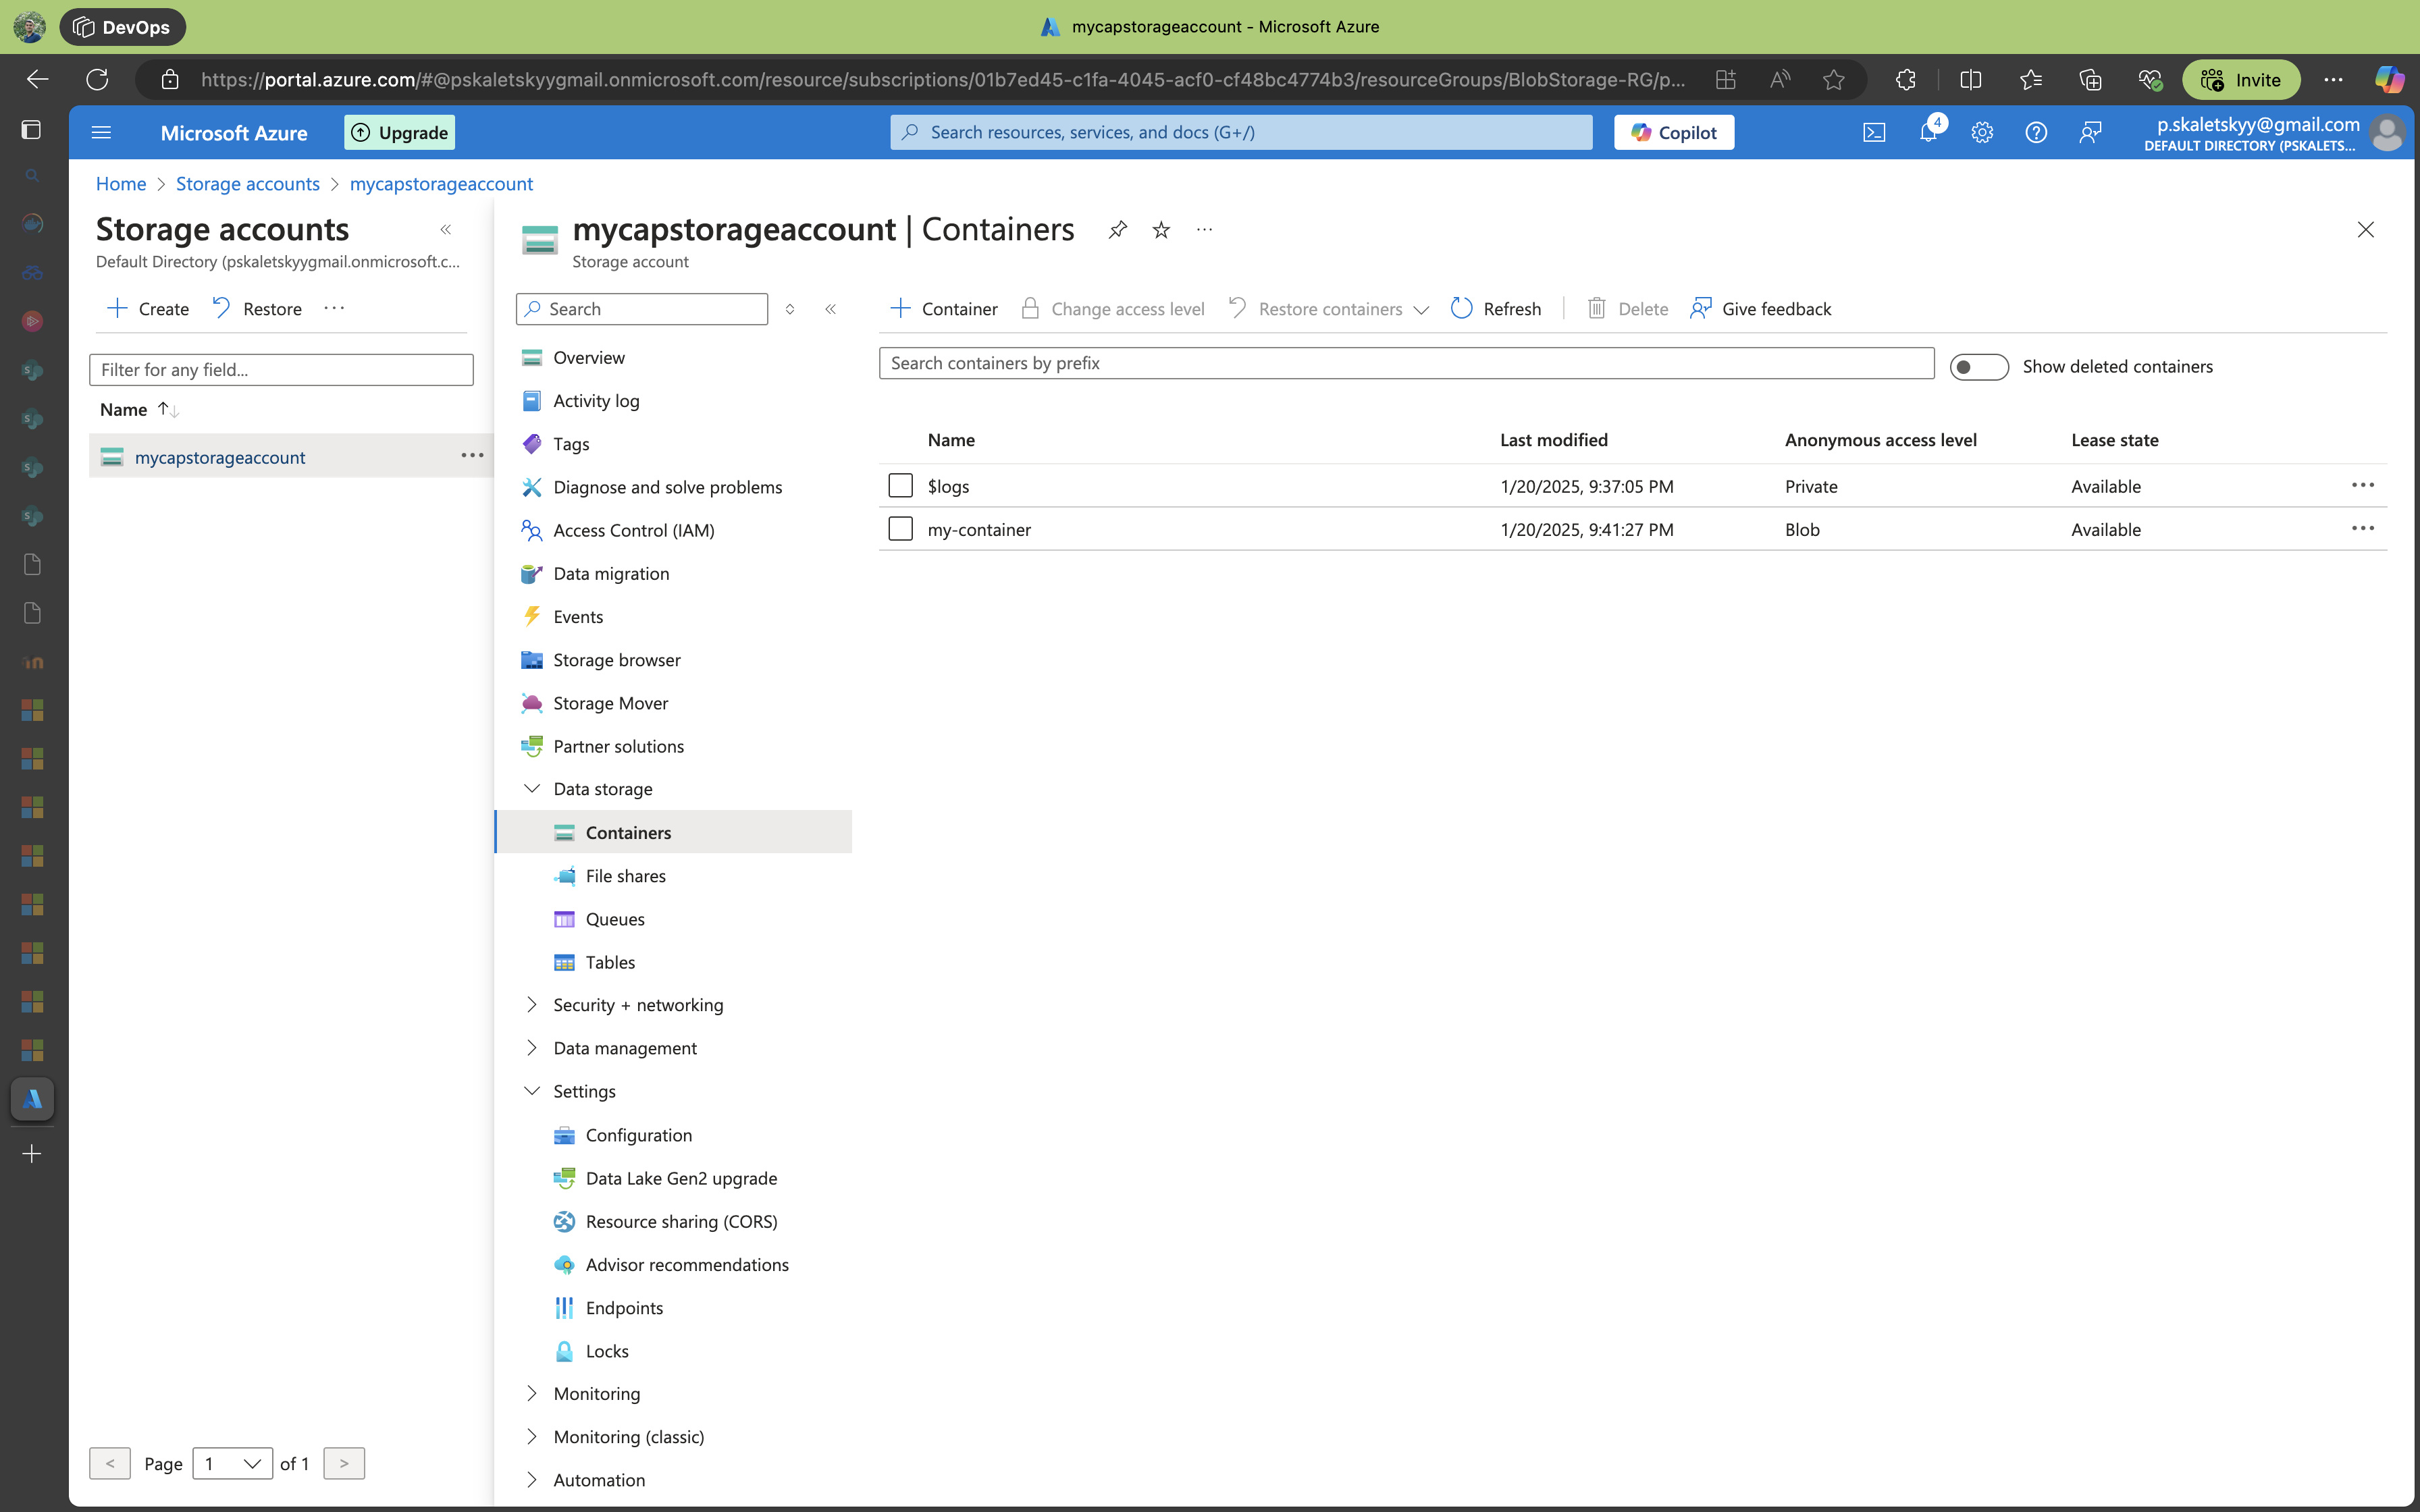 DevOps
mycapstorageaccount - Microsoft Azure
https://portal.azure.com/#@pskaletskyygmail.onmicrosoft.com/resource/subscriptions/01b7ed45-c1fa-4045-acf0-cf48bc4774b3/resourceGroups/BlobStorage-RG/p...
Invite
Microsoft Azure
Upgrade
Search resources, services, and docs (G+/)
Copilot
4
p.skaletskyy@gmail.com
DEFAULT DIRECTORY (PSKALETS...
Home > Storage accounts > mycapstorageaccount
Storage accounts
Default Directory (pskaletskyygmail.onmicrosoft.c...
Create
Restore
Filter for any field...
Name
mycapstorageaccount
< Page 1 of 1 >
mycapstorageaccount | Containers
Storage account
Search
Overview
Activity log
Tags
Diagnose and solve problems
Access Control (IAM)
Data migration
Events
Storage browser
Storage Mover
Partner solutions
Data storage
Containers
File shares
Queues
Tables
Security + networking
Data management
Settings
Configuration
Data Lake Gen2 upgrade
Resource sharing (CORS)
Advisor recommendations
Endpoints
Locks
Monitoring
Monitoring (classic)
Automation
Container
Change access level
Restore containers
Refresh
Delete
Give feedback
Search containers by prefix
Show deleted containers
Name Last modified Anonymous access level Lease state
$logs 1/20/2025, 9:37:05 PM Private Available
my-container 1/20/2025, 9:41:27 PM Blob Available